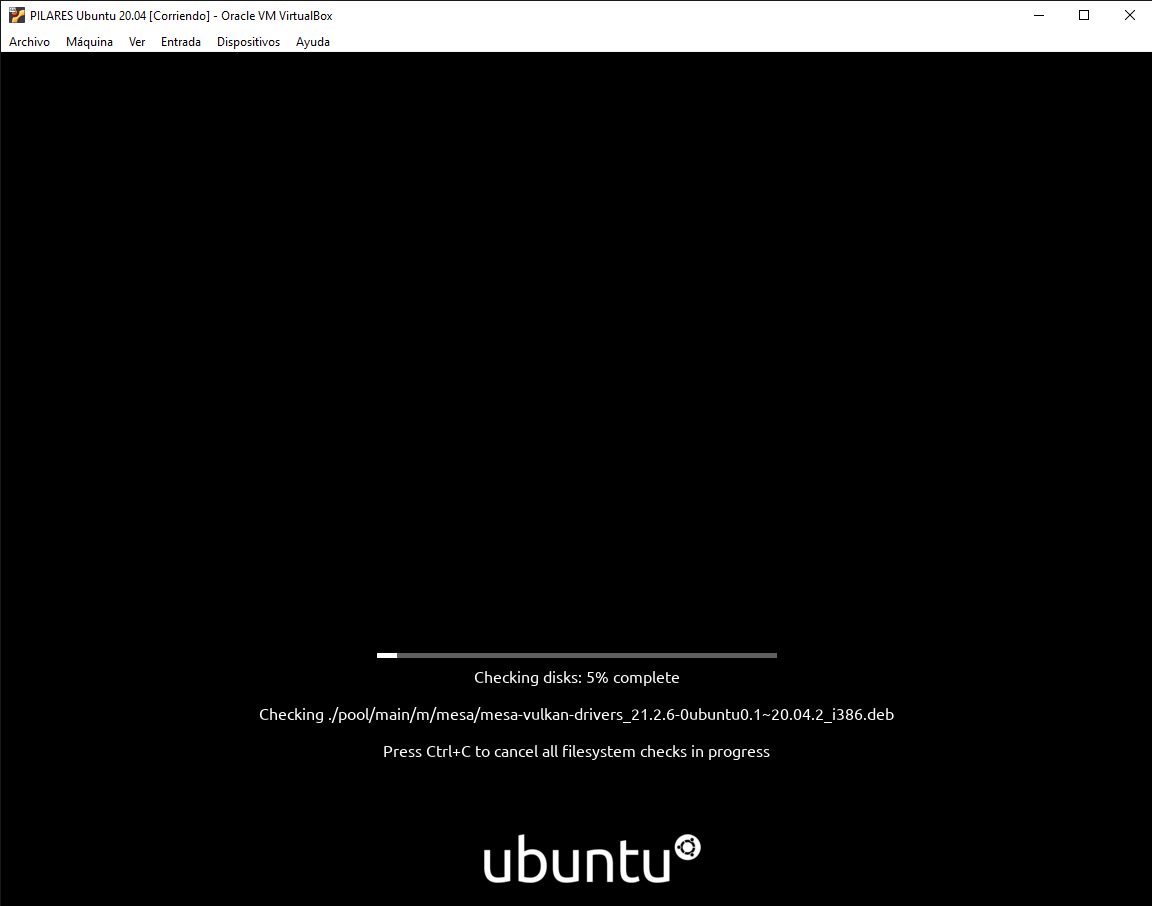 PILARES Ubuntu 20.04 [Corriendo] - Oracle VM VirtualBox
Archivo Máquina Ver Entrada Dispositivos Ayuda
Checking disks: 5% complete
Checking ./pool/main/m/mesa/mesa-vulkan-drivers_21.2.6-0ubuntu0.1~20.04.2_i386.deb
Press Ctrl+C to cancel all filesystem checks in progress
ubuntu